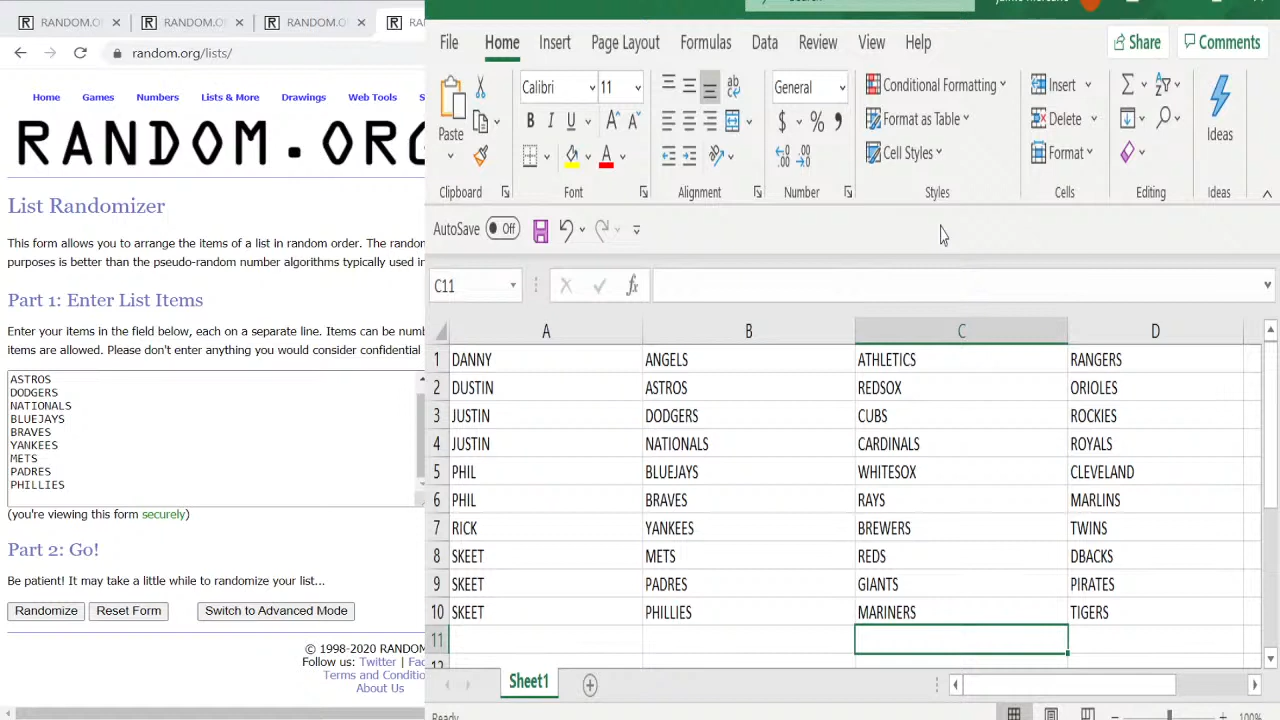 RANDOM.OR
RANDOM.OR
RANDOM.OR
RA
random.org/lists/
Home Games Numbers Lists & More Drawings Web Tools S
RANDOM.ORG
List Randomizer
This form allows you to arrange the items of a list in random order. The random
purposes is better than the pseudo-random number algorithms typically used in
Part 1: Enter List Items
Enter your items in the field below, each on a separate line. Items can be num
items are allowed. Please don't enter anything you would consider confidential
ASTROS
DODGERS
NATIONALS
BLUEJAYS
BRAVES
YANKEES
METS
PADRES
PHILLIES
(you're viewing this form securely)
Part 2: Go!
Be patient! It may take a little while to randomize your list...
Randomize Reset Form Switch to Advanced Mode
© 1998-2020 RANDOM
Follow us: Twitter | Fac
Terms and Conditio
About Us
File Home Insert Page Layout Formulas Data Review View Help Share Comments
Calibri 11 General Conditional Formatting Insert
Paste Format as Table Delete Ideas
Cell Styles Format
Clipboard Font Alignment Number Styles Cells Editing Ideas
AutoSave Off
C11 fx
A B C D
1 DANNY ANGELS ATHLETICS RANGERS
2 DUSTIN ASTROS REDSOX ORIOLES
3 JUSTIN DODGERS CUBS ROCKIES
4 JUSTIN NATIONALS CARDINALS ROYALS
5 PHIL BLUEJAYS WHITESOX CLEVELAND
6 PHIL BRAVES RAYS MARLINS
7 RICK YANKEES BREWERS TWINS
8 SKEET METS REDS DBACKS
9 SKEET PADRES GIANTS PIRATES
10 SKEET PHILLIES MARINERS TIGERS
11
12
Sheet1
Ready 100%